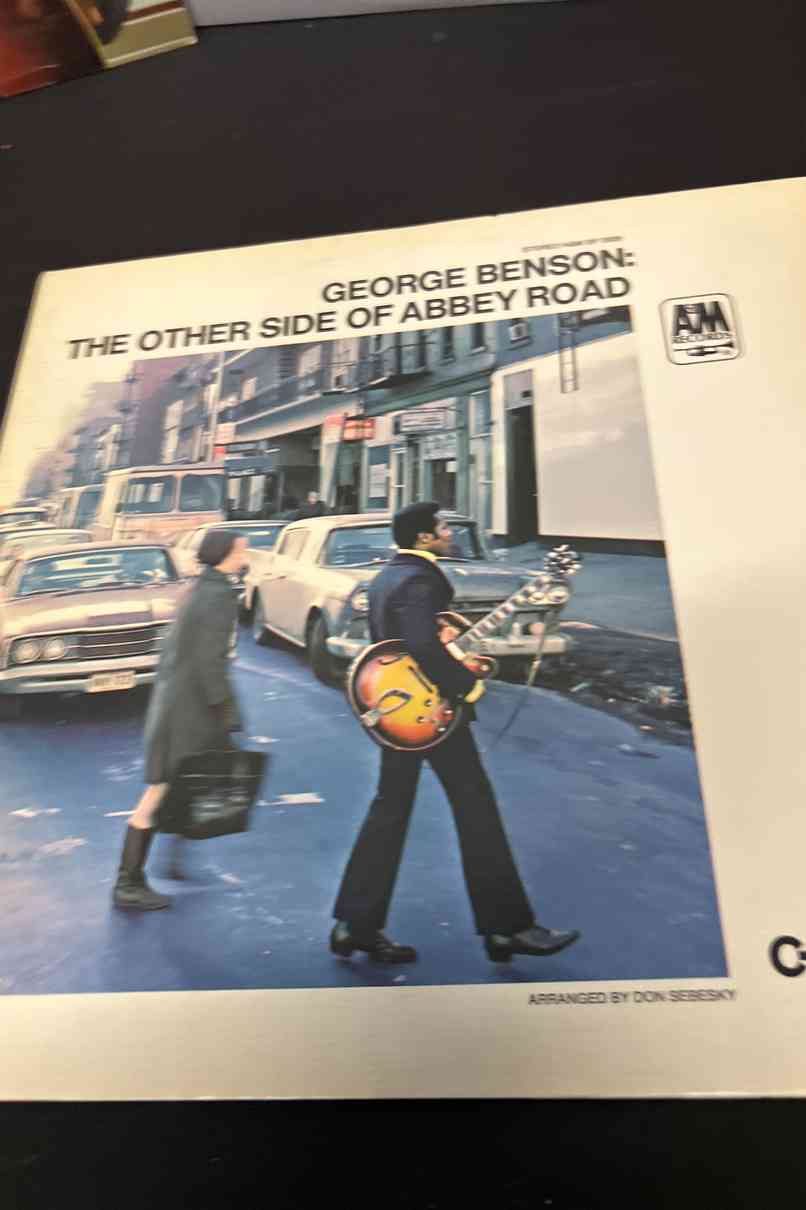 GEORGE BENSON:
THE OTHER SIDE OF ABBEY ROAD
A&M
RECORDS
ARRANGED BY DON SEBESKY